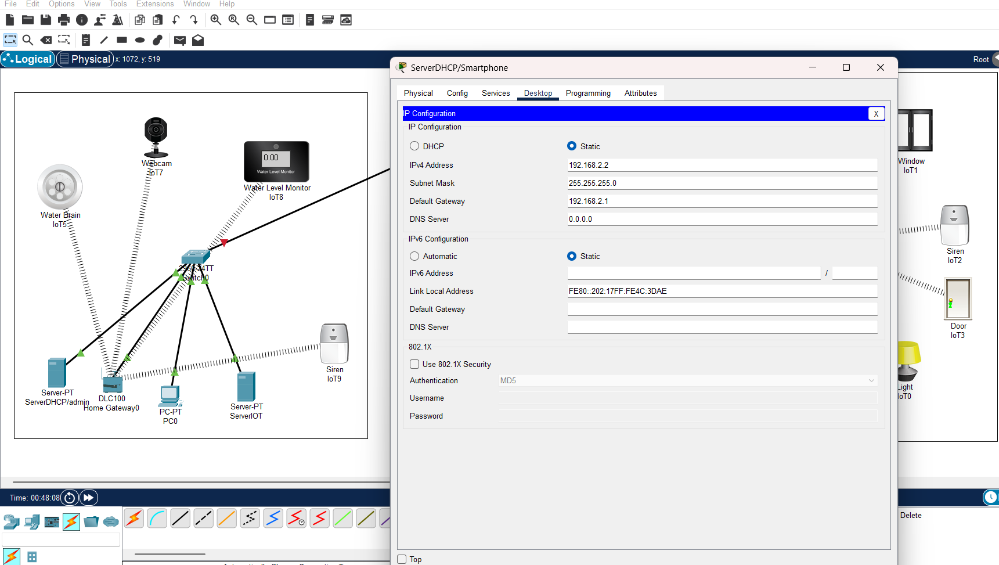 File Edit Options View Tools Extensions Window Help
Logical Physical x: 1072, y: 519
Root
ServerDHCP/Smartphone
Physical Config Services Desktop Programming Attributes
IP Configuration
X
IP Configuration
DHCP Static
IPv4 Address 192.168.2.2
Subnet Mask 255.255.255.0
Default Gateway 192.168.2.1
DNS Server 0.0.0.0
IPv6 Configuration
Automatic Static
IPv6 Address /
Link Local Address FE80::202:17FF:FE4C:3DAE
Default Gateway
DNS Server
802.1X
Use 802.1X Security
Authentication MD5
Username
Password
Top
Webcam
IoT7
0.00
Water Level Monitor
Water Level Monitor
IoT8
Water Drain
IoT5
2960-24TT
Switch0
Siren
IoT9
Server-PT
ServerDHCP/admin
DLC100
Home Gateway0
PC-PT
PC0
Server-PT
ServerIOT
Window
IoT1
Siren
IoT2
Door
IoT3
Light
IoT0
Time: 00:48:08
Delete